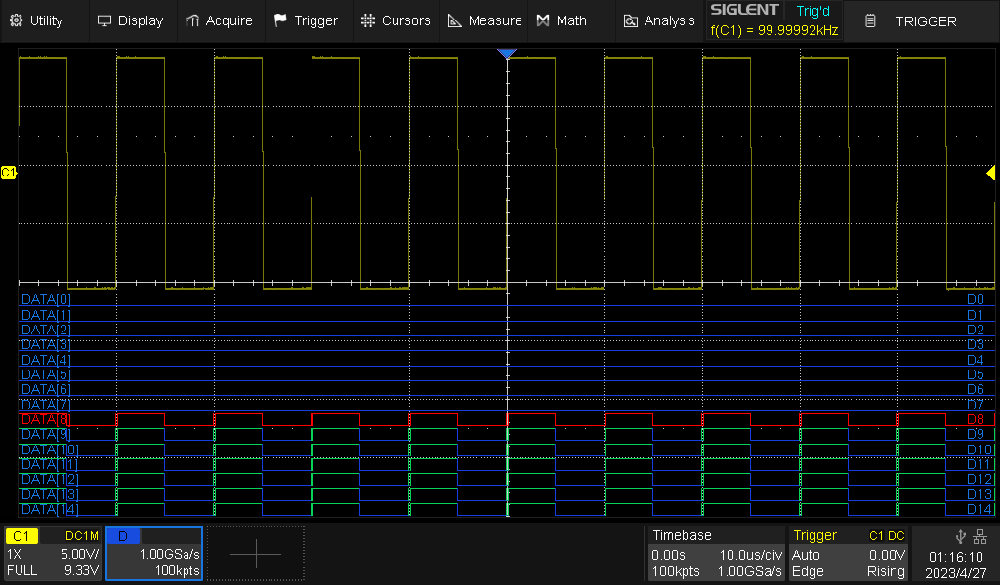 Utility Display Acquire Trigger Cursors Measure Math Analysis SIGLENT Trig'd TRIGGER
f(C1) = 99.99992kHz
C1
DATA[0] D0
DATA[1] D1
DATA[2] D2
DATA[3] D3
DATA[4] D4
DATA[5] D5
DATA[6] D6
DATA[7] D7
DATA[8] D8
DATA[9] D9
DATA[10] D10
DATA[11] D11
DATA[12] D12
DATA[13] D13
DATA[14] D14
C1 DC1M D Timebase Trigger C1 DC
1X 5.00V/ 1.00GSa/s 0.00s 10.0us/div Auto 0.00V 01:16:10
FULL 9.33V 100kpts 100kpts 1.00GSa/s Edge Rising 2023/4/27